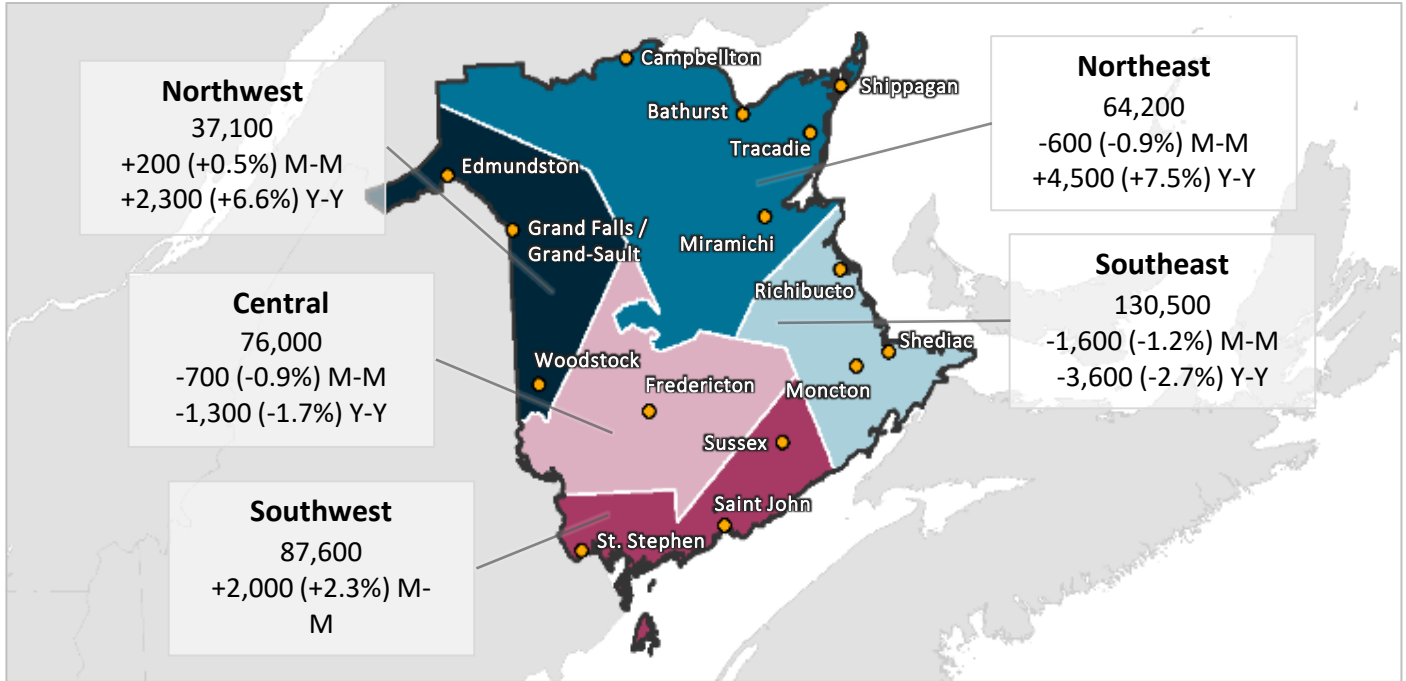 Northwest
37,100
+200 (+0.5%) M-M
+2,300 (+6.6%) Y-Y
Central
76,000
-700 (-0.9%) M-M
-1,300 (-1.7%) Y-Y
Southwest
87,600
+2,000 (+2.3%) M-
M
Northeast
64,200
-600 (-0.9%) M-M
+4,500 (+7.5%) Y-Y
Southeast
130,500
-1,600 (-1.2%) M-M
-3,600 (-2.7%) Y-Y
Campbellton
Shippagan
Bathurst
Tracadie
Edmundston
Grand Falls /
Grand-Sault
Miramichi
Richibucto
Shediac
Woodstock
Fredericton
Moncton
Sussex
Saint John
St. Stephen